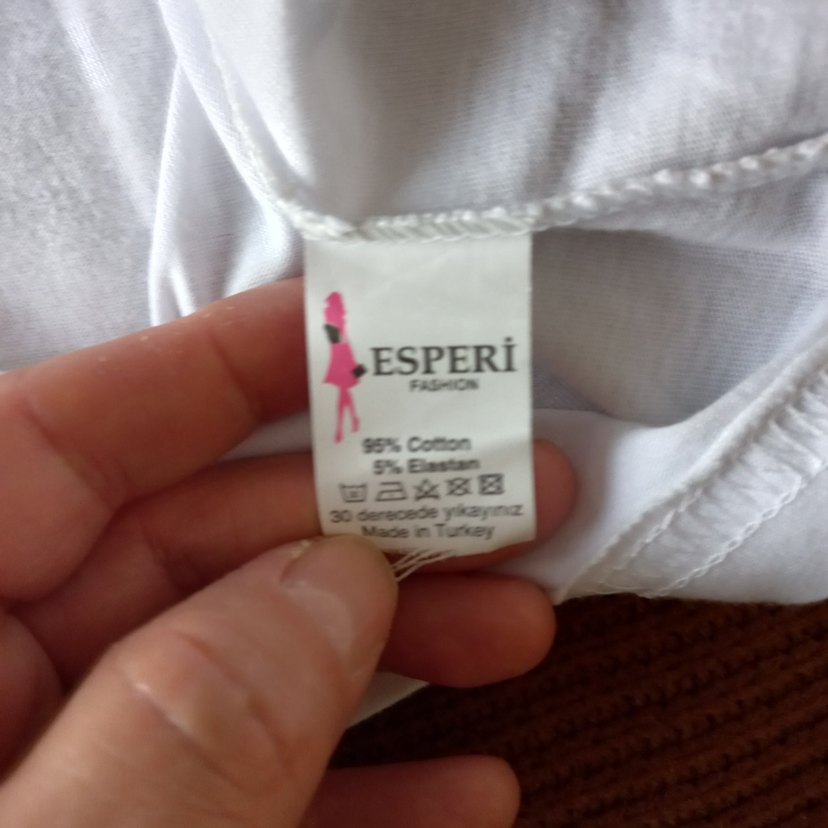 ESPERİ
FASHION
95% Cotton
5% Elastan
30 derecede yıkayınız
Made in Turkey